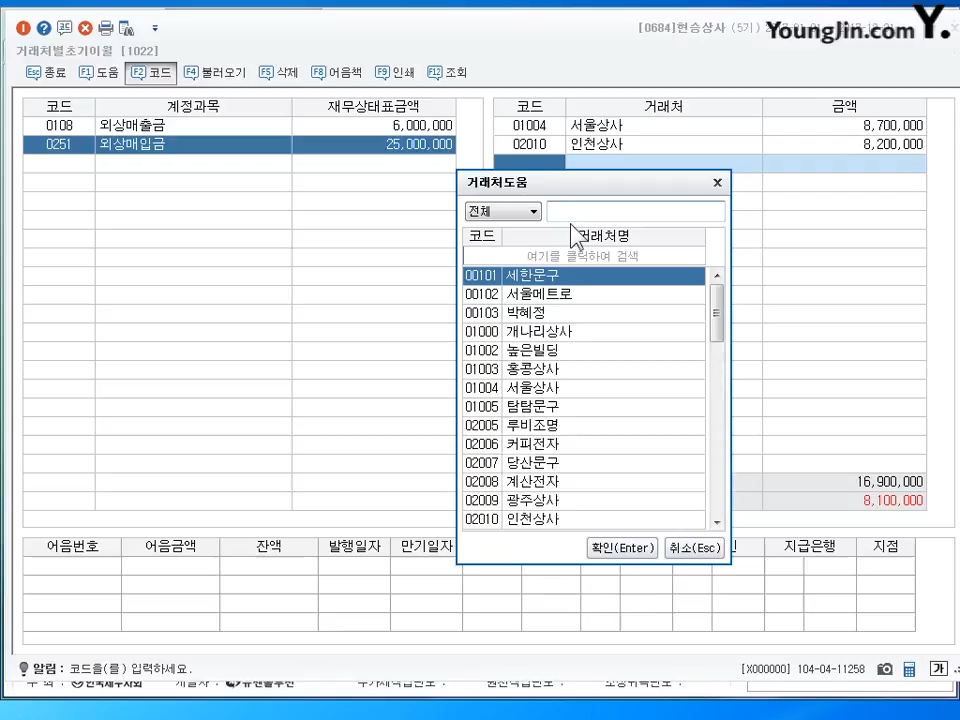 [0684]현승상사 (5기)
YoungJin.com Y.
거래처별초기이월 [1022]
Esc 종료 F1 도움 F2 코드 F4 불러오기 F5 삭제 F8 어음책 F9 인쇄 F12 조회
코드 계정과목 재무상태표금액
0108 외상매출금 6,000,000
0251 외상매입금 25,000,000
코드 거래처 금액
01004 서울상사 8,700,000
02010 인천상사 8,200,000
16,900,000
8,100,000
거래처도움
전체
코드 거래처명
여기를 클릭하여 검색
00101 세한문구
00102 서울메트로
00103 박혜정
01000 개나리상사
01002 높은빌딩
01003 홍콩상사
01004 서울상사
01005 탐탐문구
02005 루비조명
02006 커피전자
02007 당산문구
02008 계산전자
02009 광주상사
02010 인천상사
확인(Enter) 취소(Esc)
어음번호 어음금액 잔액 발행일자 만기일자 지급은행 지점
알림 : 코드을(를) 입력하세요.
[X000000] 104-04-11258 가